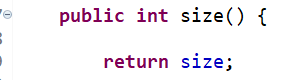 public int size() {
return size;